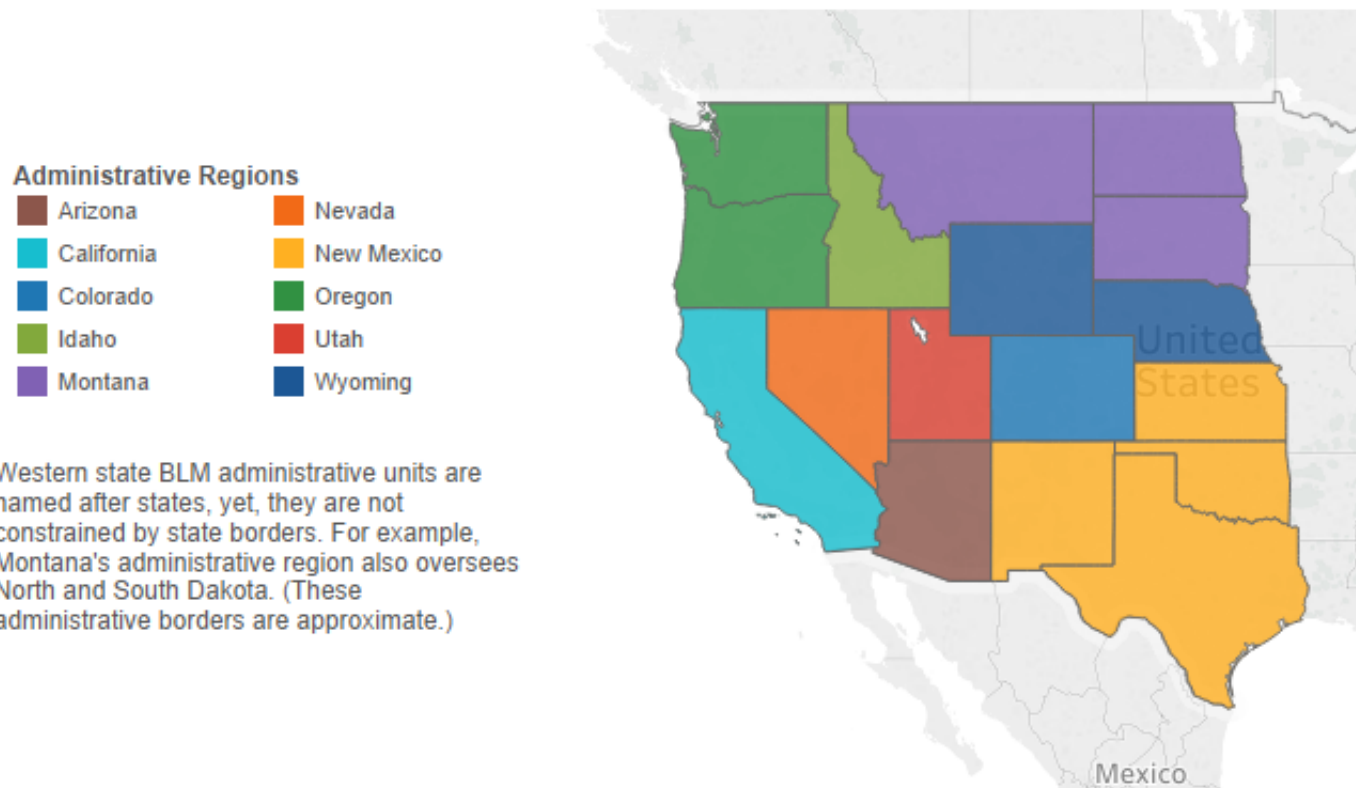 Administrative Regions
Arizona
Nevada
California
New Mexico
Colorado
Oregon
Idaho
Utah
Montana
Wyoming
Western state BLM administrative units are
named after states, yet, they are not
constrained by state borders. For example,
Montana's administrative region also oversees
North and South Dakota. (These
administrative borders are approximate.)
United
States
Mexico